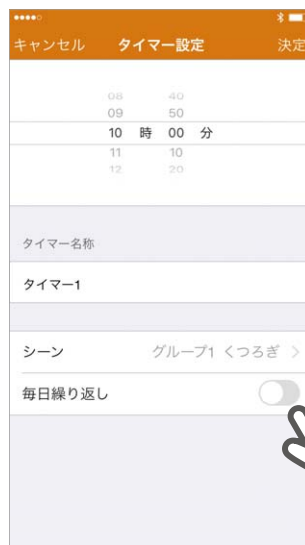 キャンセル タイマー設定 決定
08 40
09 50
10 時 00 分
11 10
12 20
タイマー名称
タイマー1
シーン グループ1 くつろぎ
毎日繰り返し